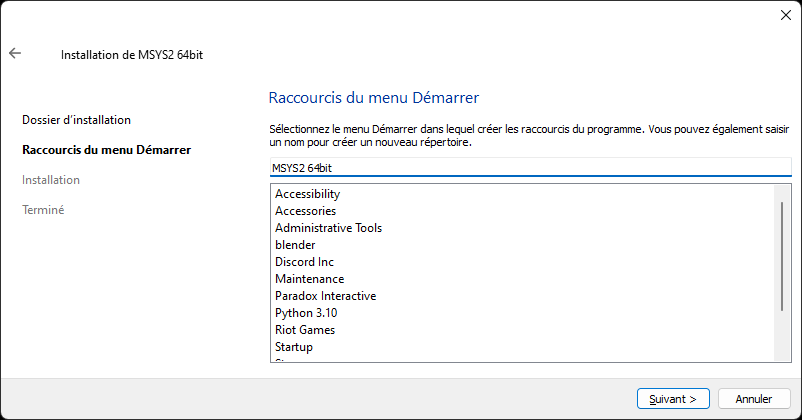 Installation de MSYS2 64bit
Dossier d'installation
Raccourcis du menu Démarrer
Installation
Terminé
Raccourcis du menu Démarrer
Sélectionnez le menu Démarrer dans lequel créer les raccourcis du programme. Vous pouvez également saisir
un nom pour créer un nouveau répertoire.
MSYS2 64bit
Accessibility
Accessories
Administrative Tools
blender
Discord Inc
Maintenance
Paradox Interactive
Python 3.10
Riot Games
Startup
Suivant >
Annuler